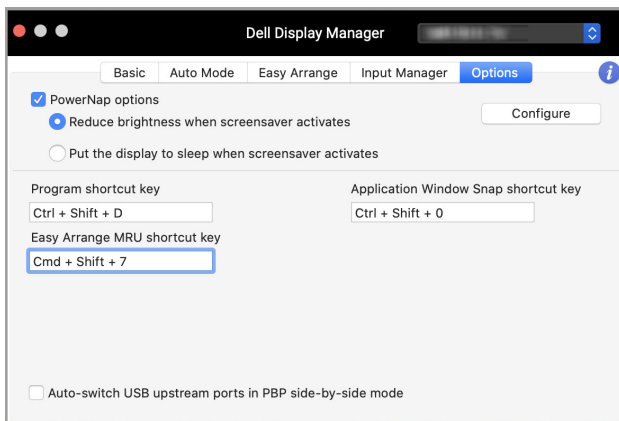 Dell Display Manager
Basic Auto Mode Easy Arrange Input Manager Options i
PowerNap options
Configure
Reduce brightness when screensaver activates
Put the display to sleep when screensaver activates
Program shortcut key Application Window Snap shortcut key
Ctrl + Shift + D Ctrl + Shift + 0
Easy Arrange MRU shortcut key
Cmd + Shift + 7
Auto-switch USB upstream ports in PBP side-by-side mode